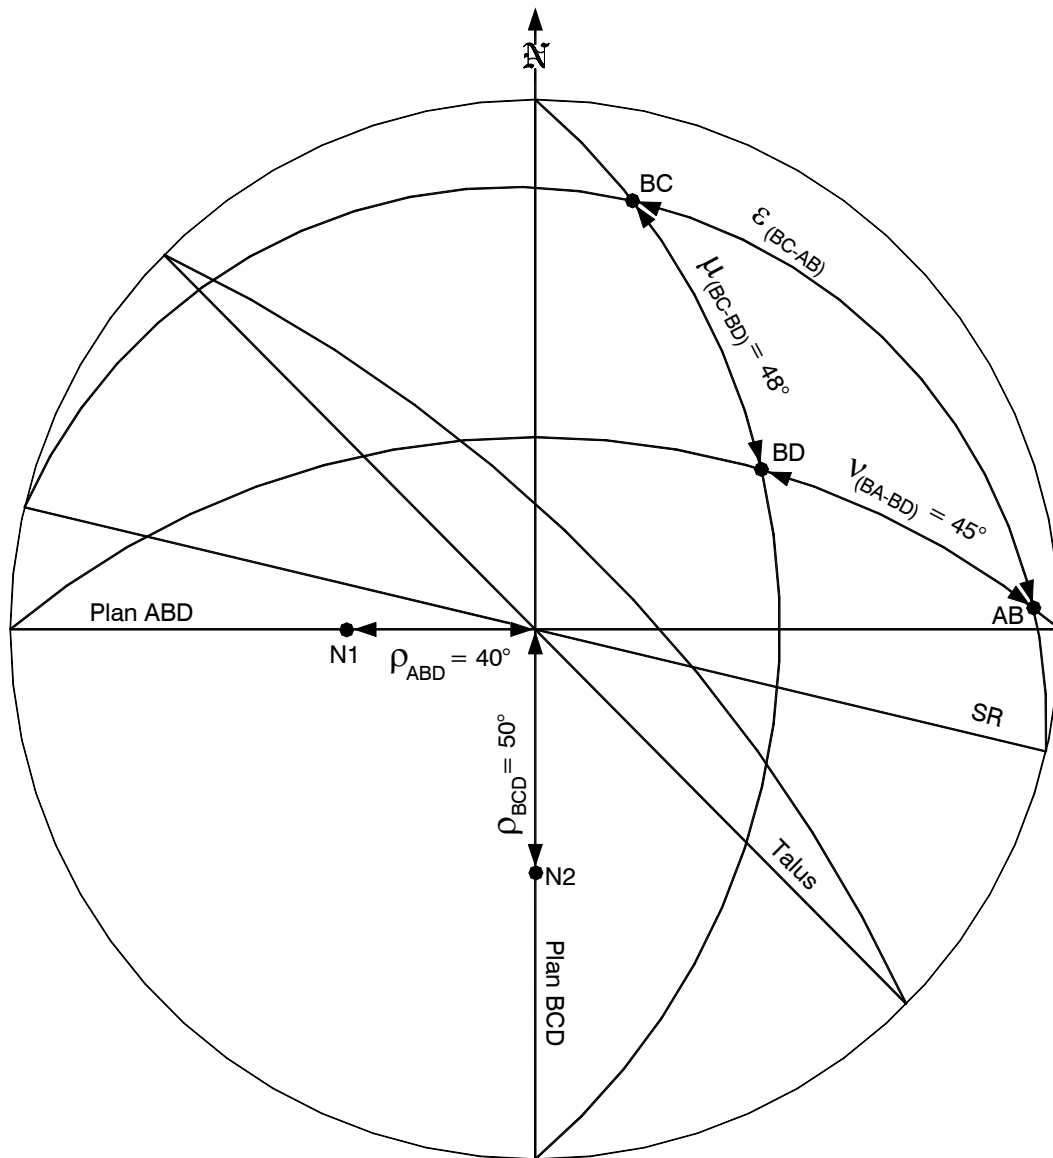 N
BC
ε(BC-AB)
μ(BC-BD) = 48°
BD
ν(BA-BD) = 45°
AB
Plan ABD
N1
ρABD = 40°
SR
ρBCD = 50°
Talus
N2
Plan BCD